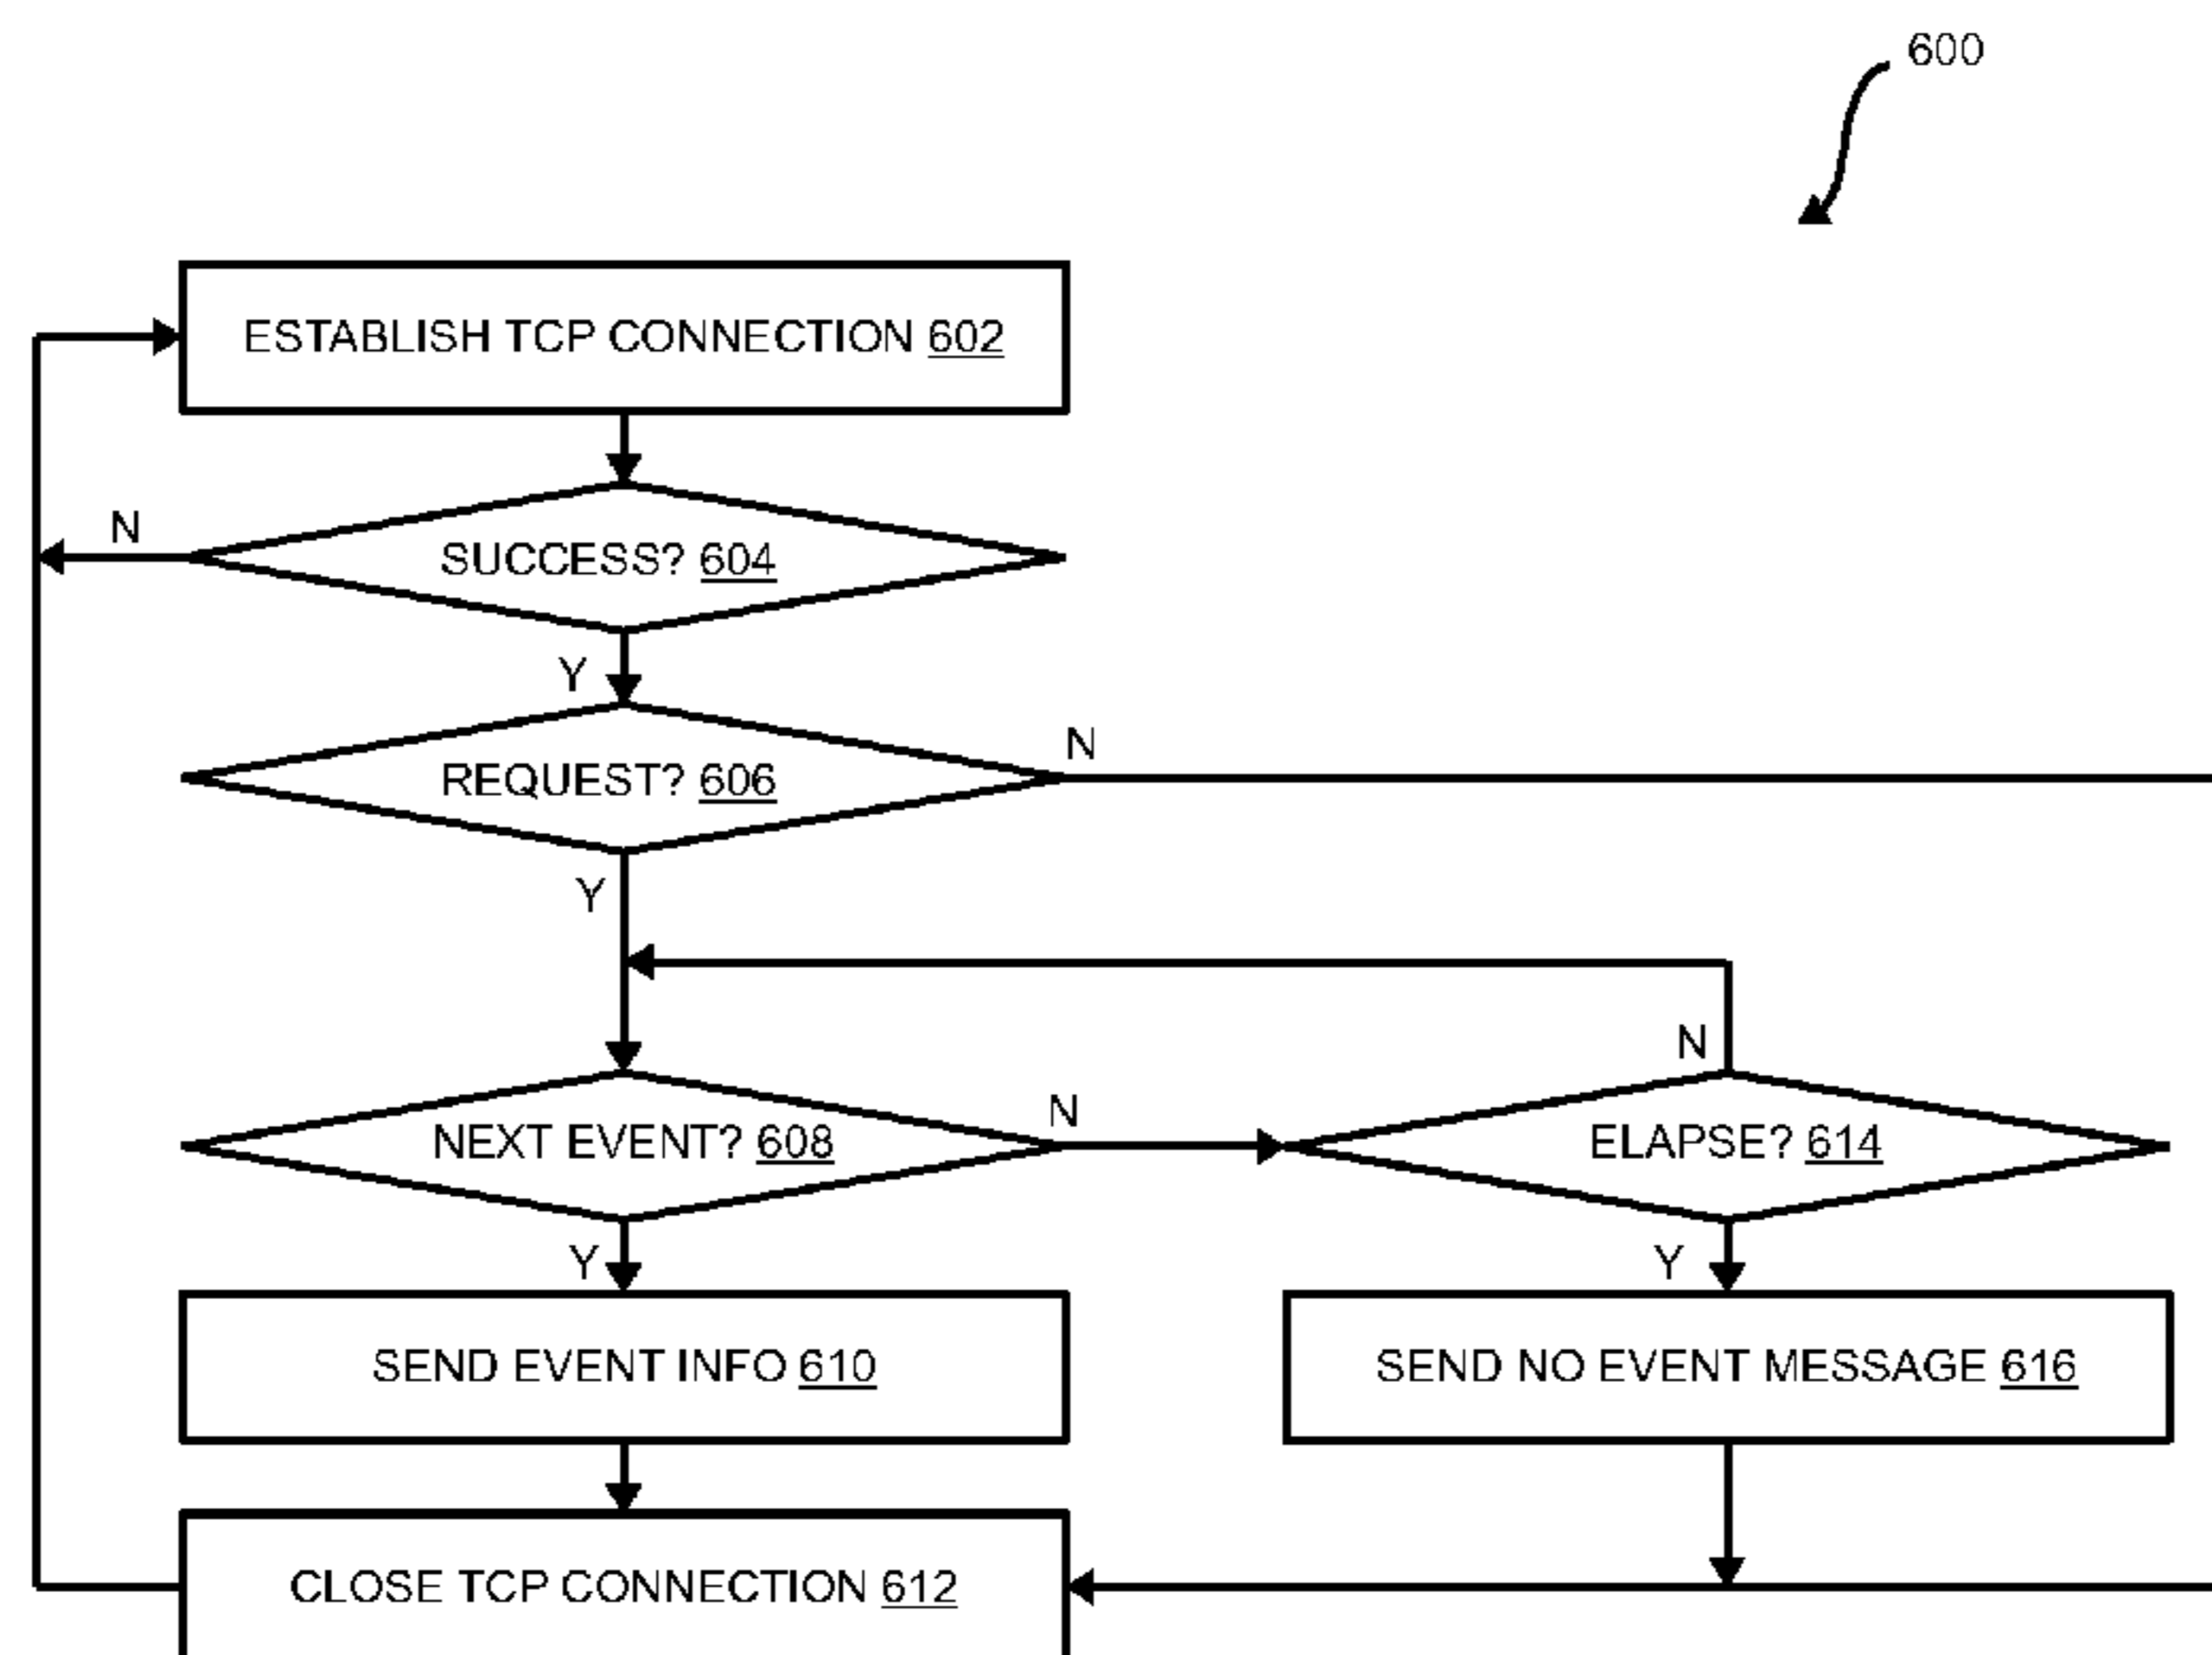 600
ESTABLISH TCP CONNECTION 602
N
SUCCESS? 604
Y
N
REQUEST? 606
Y
N
N
NEXT EVENT? 608
ELAPSE? 614
Y
Y
SEND EVENT INFO 610
SEND NO EVENT MESSAGE 616
CLOSE TCP CONNECTION 612